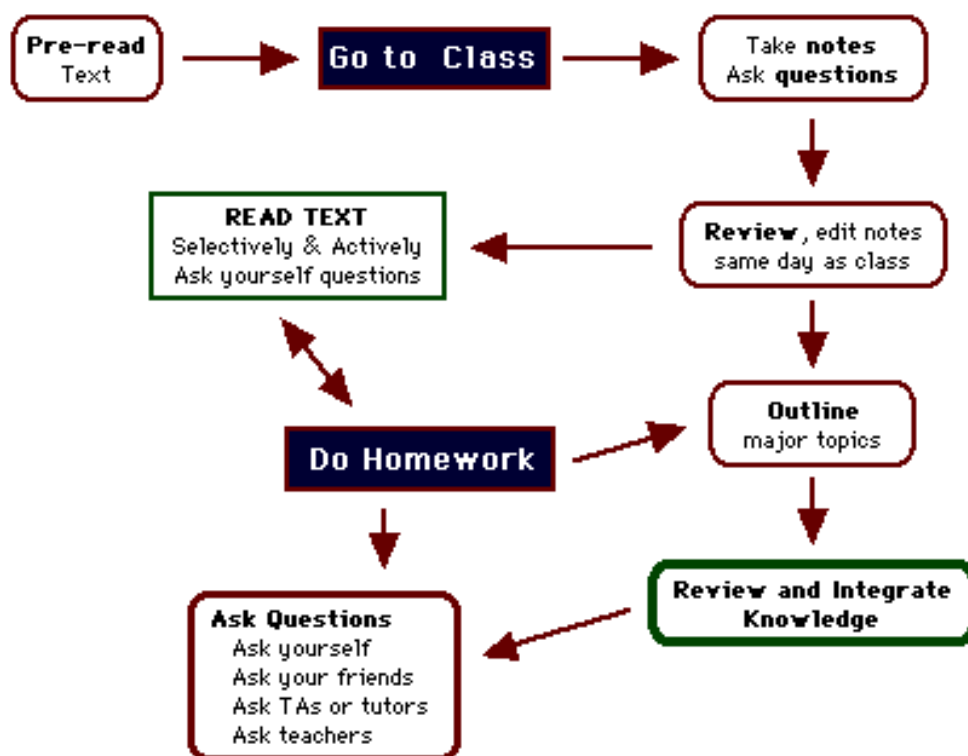 Pre-read
Text
Go to Class
Take notes
Ask questions
READ TEXT
Selectively & Actively
Ask yourself questions
Review, edit notes
same day as class
Outline
major topics
Do Homework
Review and Integrate
Knowledge
Ask Questions
Ask yourself
Ask your friends
Ask TAs or tutors
Ask teachers